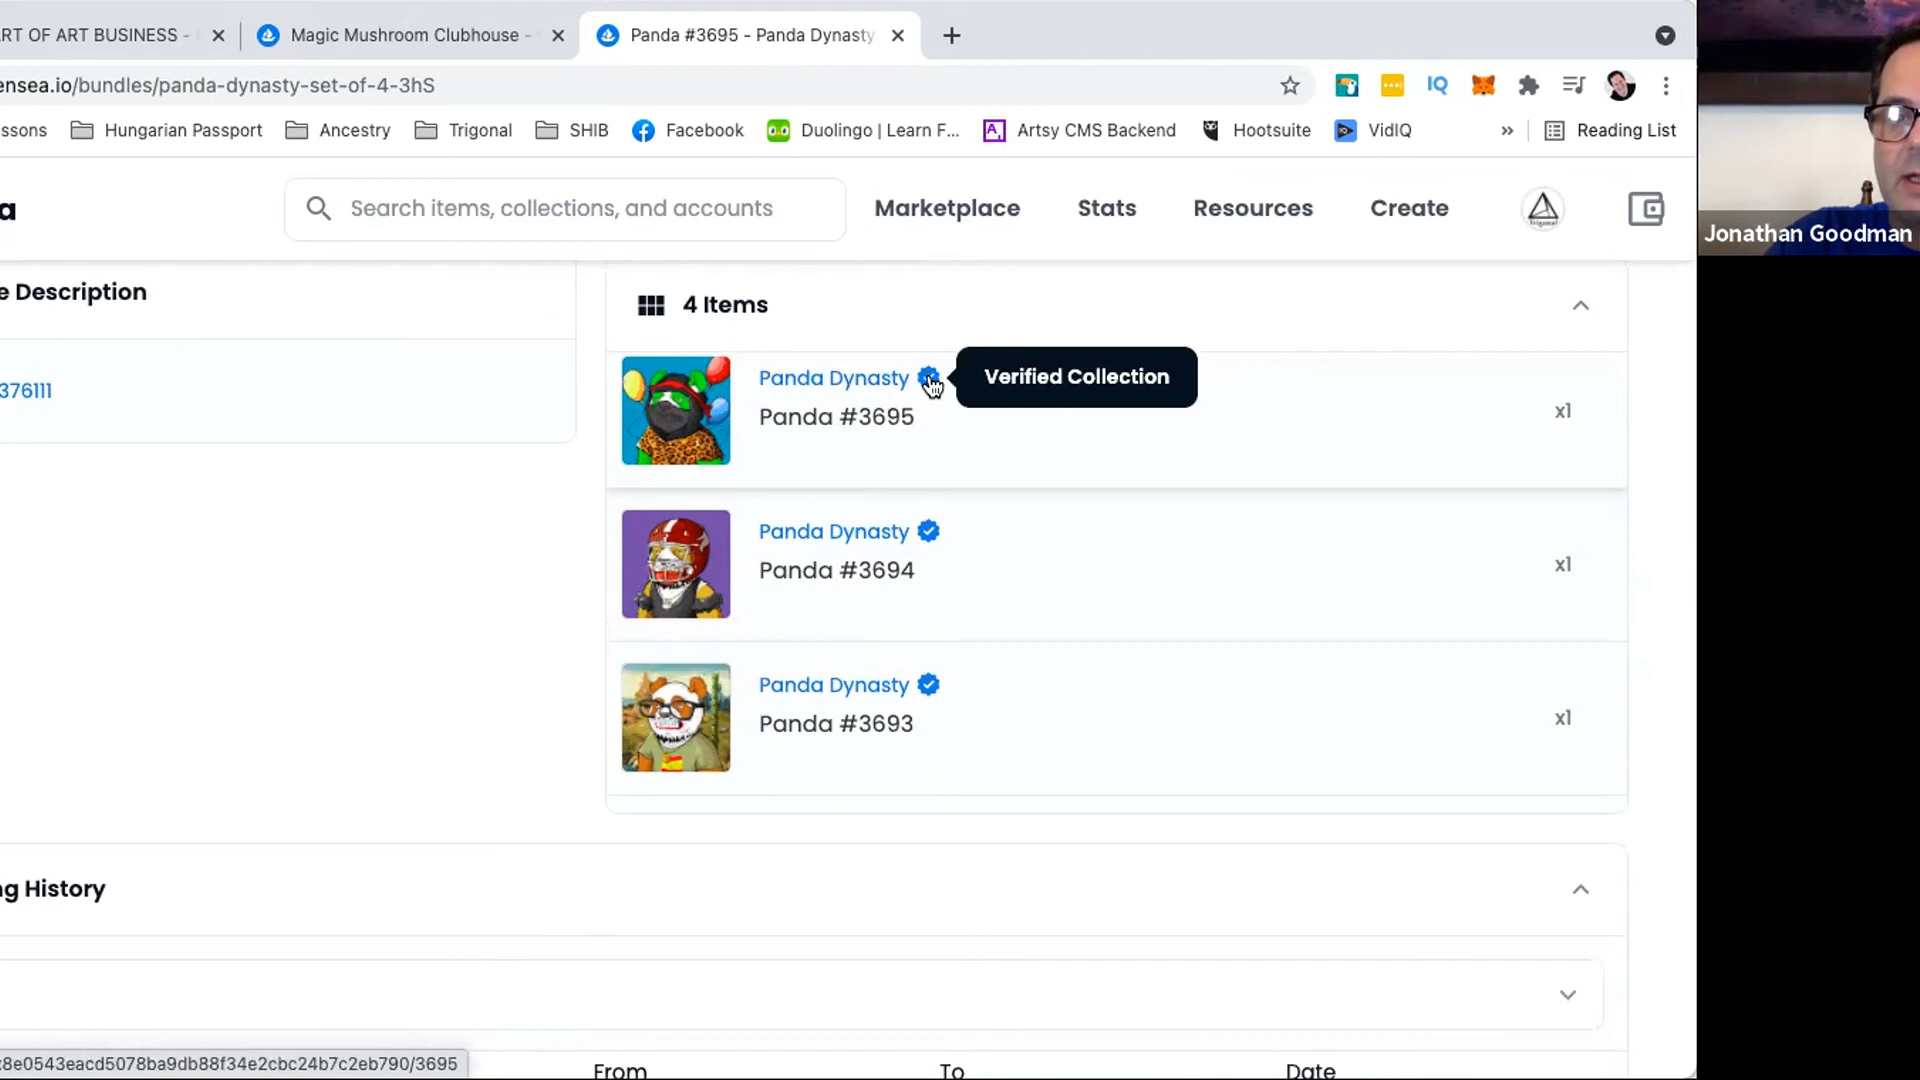 RT OF ART BUSINESS -
Magic Mushroom Clubhouse -
Panda #3695 - Panda Dynasty
ensea.io/bundles/panda-dynasty-set-of-4-3hS
IQ
ssons
Hungarian Passport
Ancestry
Trigonal
SHIB
Facebook
Duolingo | Learn F...
Artsy CMS Backend
Hootsuite
VidIQ
»
Reading List
a
Search items, collections, and accounts
Marketplace
Stats
Resources
Create
Trigonal
Jonathan Goodman
e Description
376111
4 Items
Panda Dynasty
Verified Collection
Panda #3695
x1
Panda Dynasty
Panda #3694
x1
Panda Dynasty
Panda #3693
x1
ng History
8e0543eacd5078ba9db88f34e2cbc24b7c2eb790/3695
From
To
Date